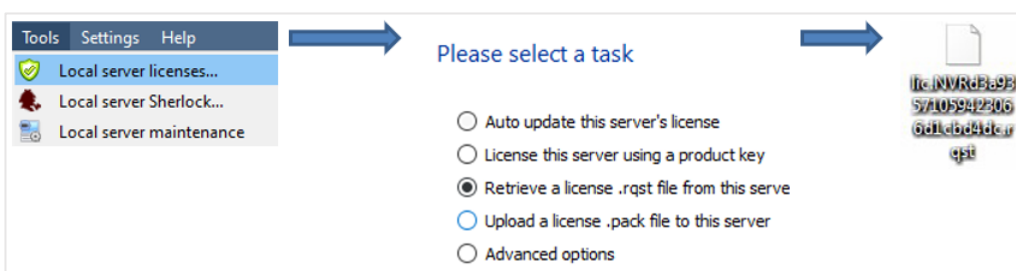 Tools Settings Help
Local server licenses...
Local server Sherlock...
Local server maintenance
Please select a task
Auto update this server's license
License this server using a product key
Retrieve a license .rqst file from this serve
Upload a license .pack file to this server
Advanced options
qst